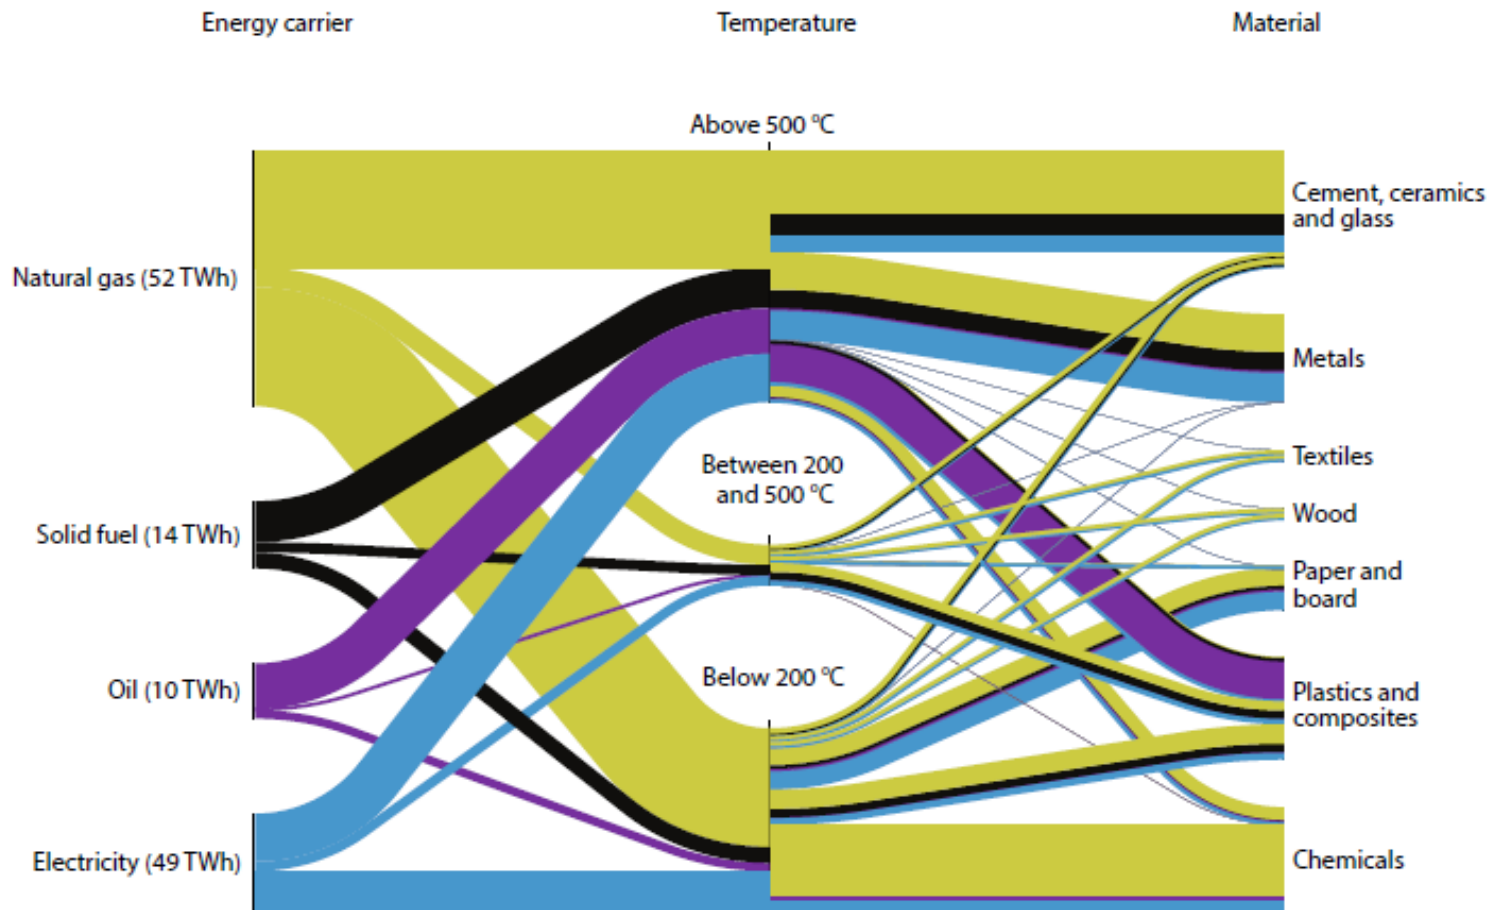 Energy carrier
Temperature
Material
Above 500 °C
Cement, ceramics
and glass
Natural gas (52 TWh)
Metals
Between 200
and 500 °C
Textiles
Wood
Solid fuel (14 TWh)
Paper and
board
Below 200 °C
Oil (10 TWh)
Plastics and
composites
Electricity (49 TWh)
Chemicals